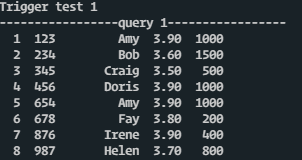 Trigger test 1
-----------------query 1-----------------
1 123 Amy 3.90 1000
2 234 Bob 3.60 1500
3 345 Craig 3.50 500
4 456 Doris 3.90 1000
5 654 Amy 3.90 1000
6 678 Fay 3.80 200
7 876 Irene 3.90 400
8 987 Helen 3.70 800